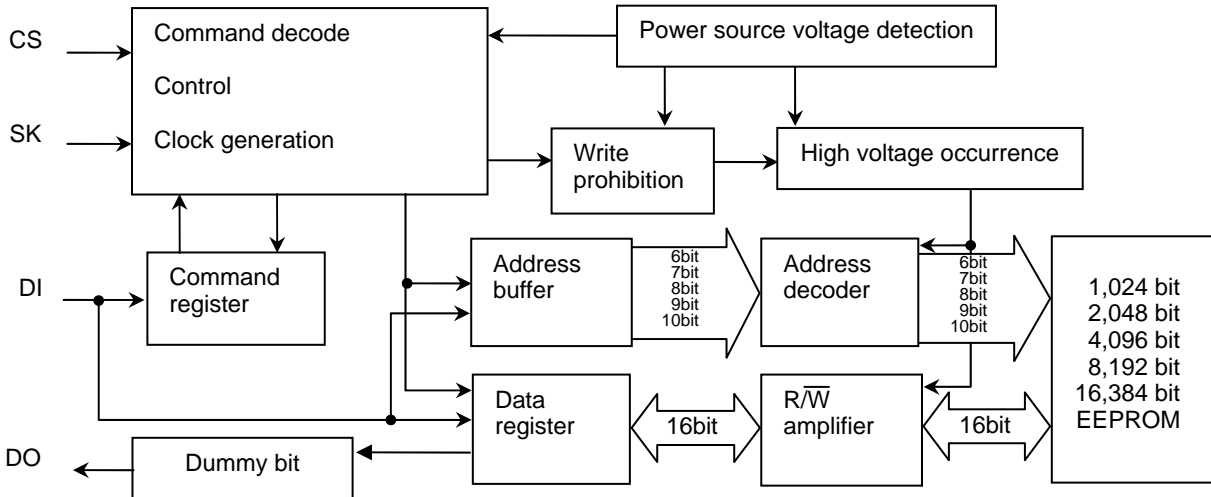 CS
Command decode
Control
Clock generation
SK
Power source voltage detection
Write
prohibition
High voltage occurrence
DI
Command
register
Address
buffer
6bit
7bit
8bit
9bit
10bit
Address
decoder
6bit
7bit
8bit
9bit
10bit
1,024 bit
2,048 bit
4,096 bit
8,192 bit
16,384 bit
EEPROM
Data
register
16bit
R/W̅
amplifier
16bit
DO
Dummy bit